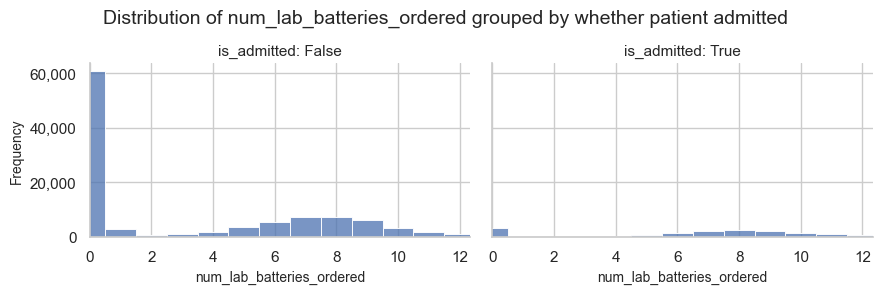 Distribution of num_lab_batteries_ordered grouped by whether patient admitted
is_admitted: False
is_admitted: True
Frequency
60,000
40,000
20,000
0
0 2 4 6 8 10 12
0 2 4 6 8 10 12
num_lab_batteries_ordered
num_lab_batteries_ordered